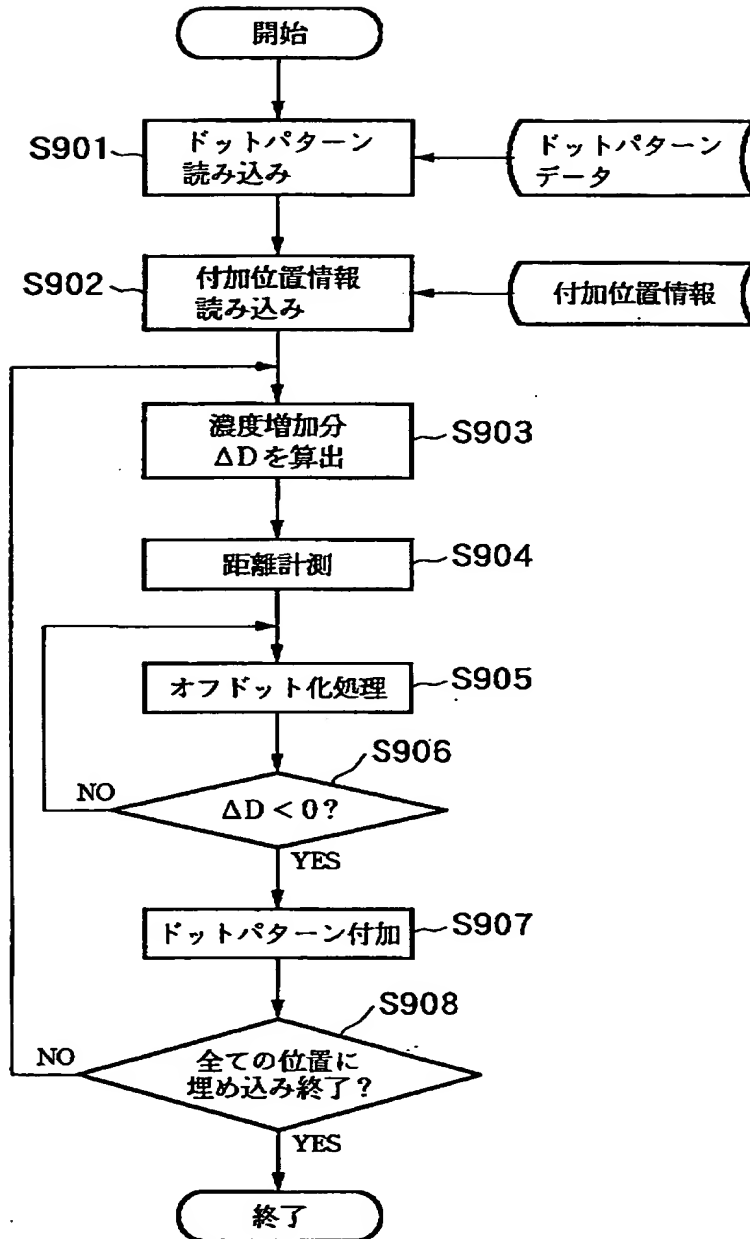 開始
S901
ドットパターン
読み込み
ドットパターン
データ
S902
付加位置情報
読み込み
付加位置情報
濃度増加分
ΔDを算出
S903
距離計測
S904
オフドット化処理
S905
S906
NO
ΔD<0?
YES
ドットパターン付加
S907
S908
NO
全ての位置に
埋め込み終了?
YES
終了